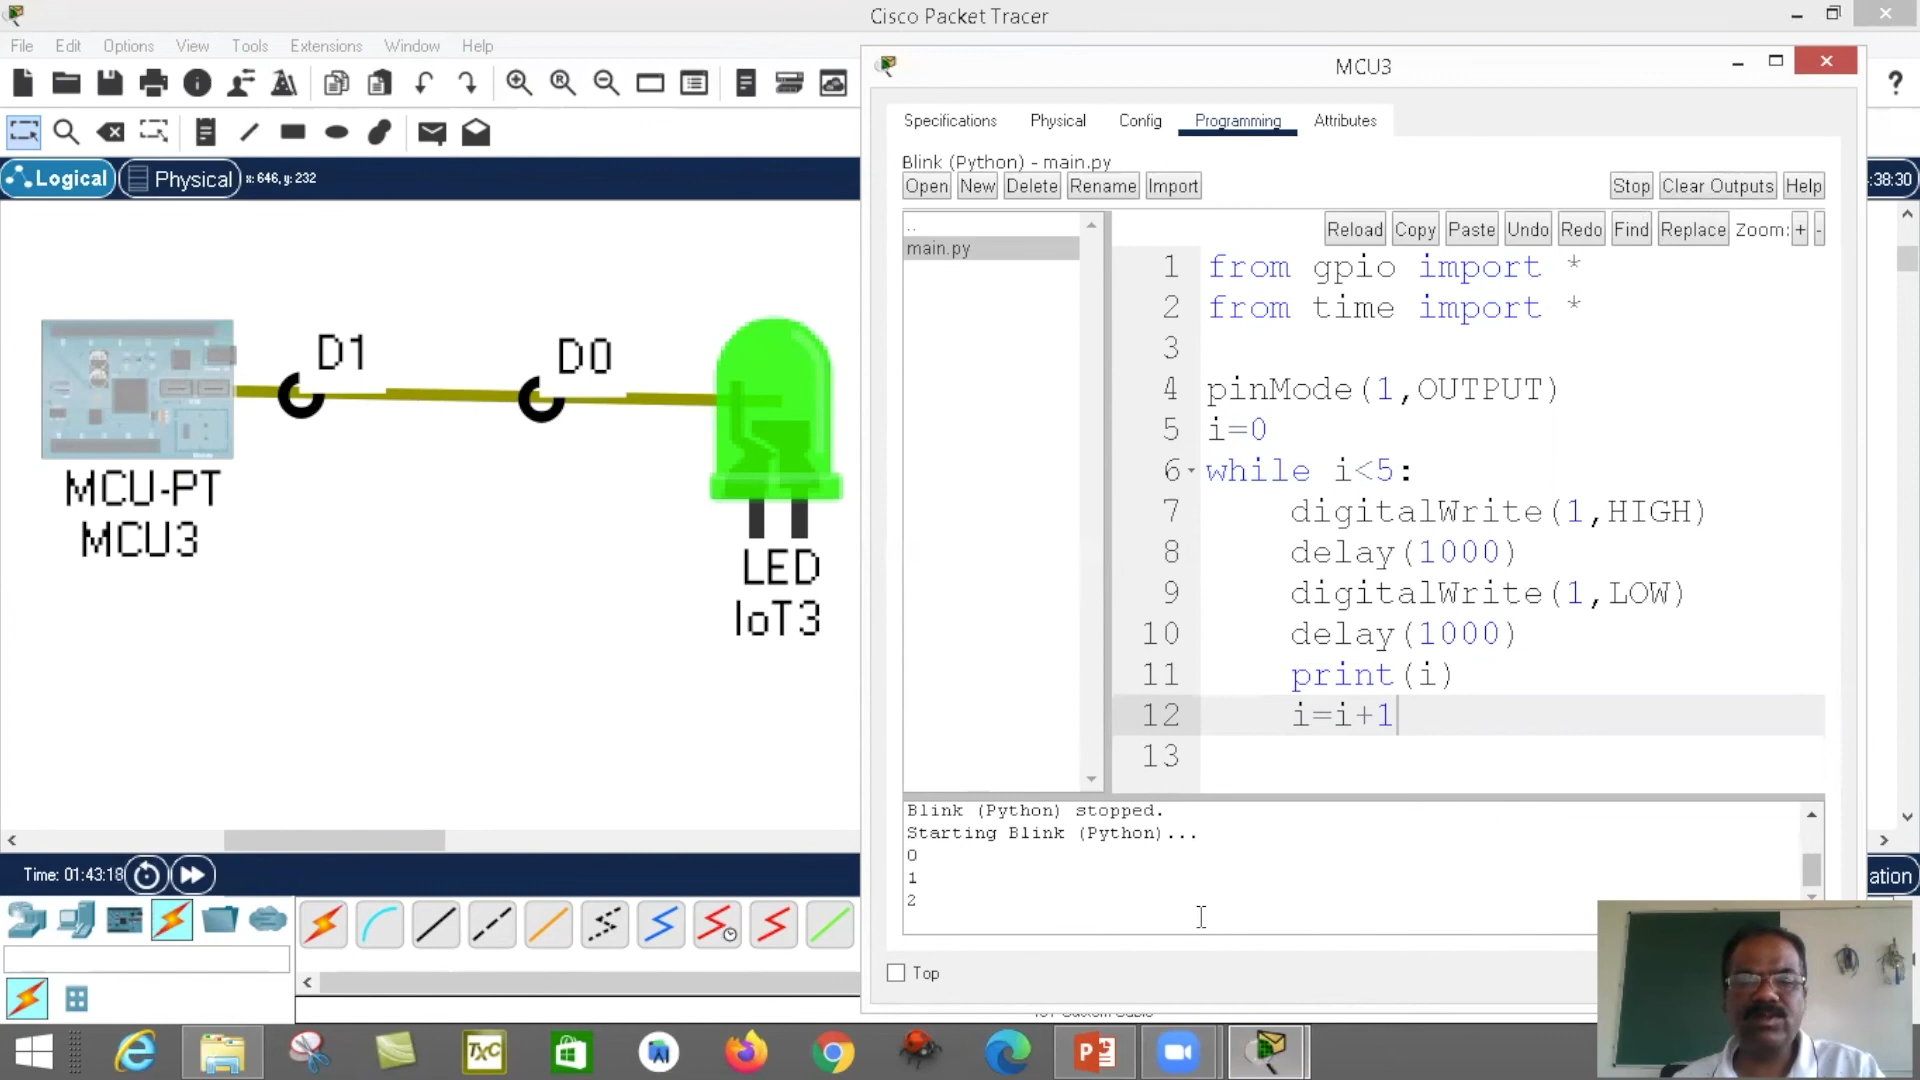 Cisco Packet Tracer
File Edit Options View Tools Extensions Window Help
MCU3
Specifications Physical Config Programming Attributes
Blink (Python) - main.py
Open New Delete Rename Import Stop Clear Outputs Help
Logical Physical x: 646, y: 232
:38:30
Reload Copy Paste Undo Redo Find Replace Zoom: + -
..
main.py
1 from gpio import *
2 from time import *
3
4 pinMode(1,OUTPUT)
5 i=0
6 while i<5:
7 digitalWrite(1,HIGH)
8 delay(1000)
9 digitalWrite(1,LOW)
10 delay(1000)
11 print(i)
12 i=i+1
13
D1 D0
MCU-PT
MCU3
LED
IoT3
Blink (Python) stopped.
Starting Blink (Python)...
0
1
2
Time: 01:43:18
ation
Top